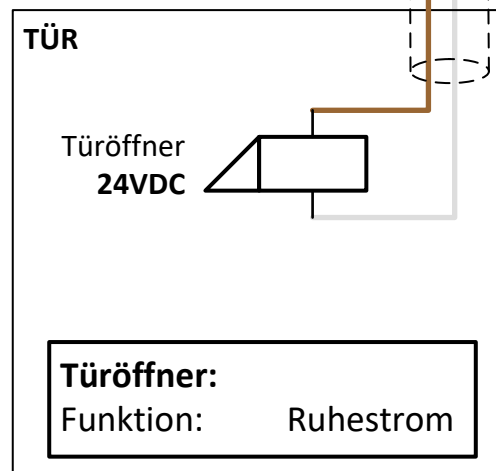 TÜR
Türöffner
24VDC
Türöffner:
Funktion: Ruhestrom